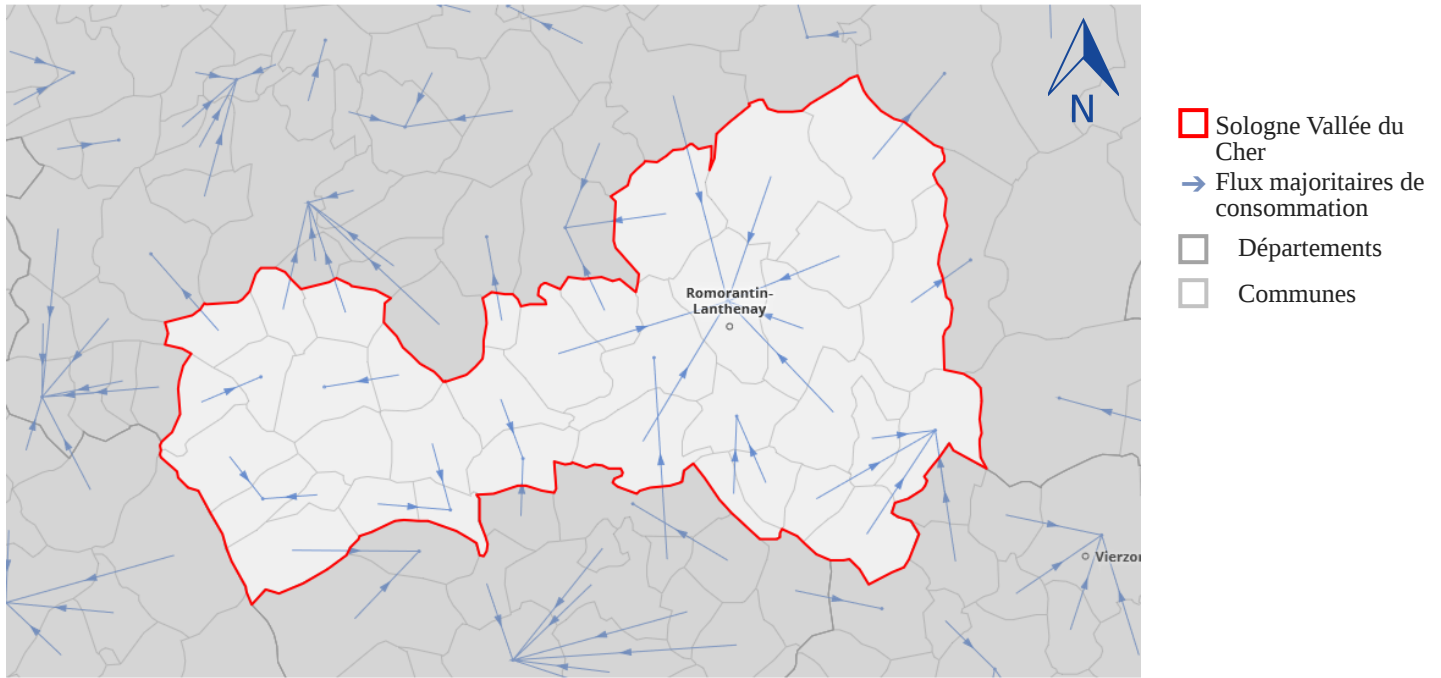 N
Romorantin-
Lanthenay
Vierzon
Sologne Vallée du
Cher
Flux majoritaires de
consommation
Départements
Communes